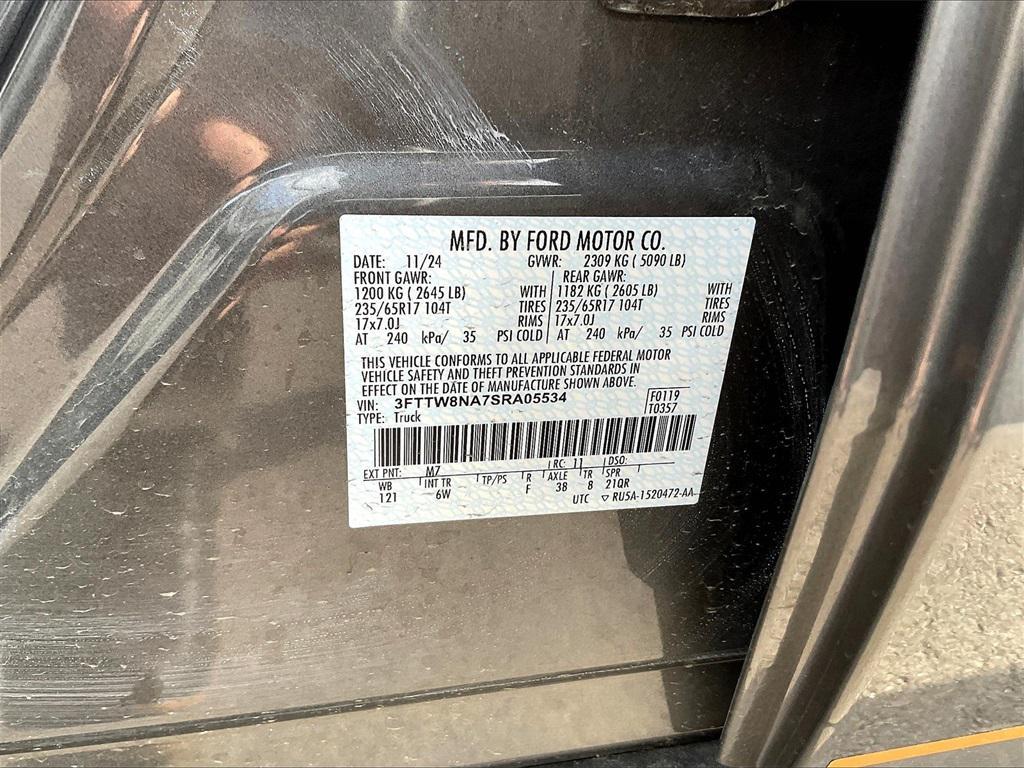 MFD. BY FORD MOTOR CO.
DATE: 11/24 GVWR: 2309 KG ( 5090 LB)
FRONT GAWR: REAR GAWR:
1200 KG ( 2645 LB) WITH 1182 KG ( 2605 LB) WITH
235/65R17 104T TIRES 235/65R17 104T TIRES
17x7.0J RIMS 17x7.0J RIMS
AT 240 kPa/ 35 PSI COLD AT 240 kPa/ 35 PSI COLD
THIS VEHICLE CONFORMS TO ALL APPLICABLE FEDERAL MOTOR
VEHICLE SAFETY AND THEFT PREVENTION STANDARDS IN
EFFECT ON THE DATE OF MANUFACTURE SHOWN ABOVE.
VIN: 3FTTW8NA7SRA05534 F0119
TYPE: Truck T0357
EXT PNT: M7 RC: 11 DSO:
WB INT TR TP/PS R AXLE TR SPR
121 6W F 38 8 21QR
UTC ▽ RU5A-1520472-AA